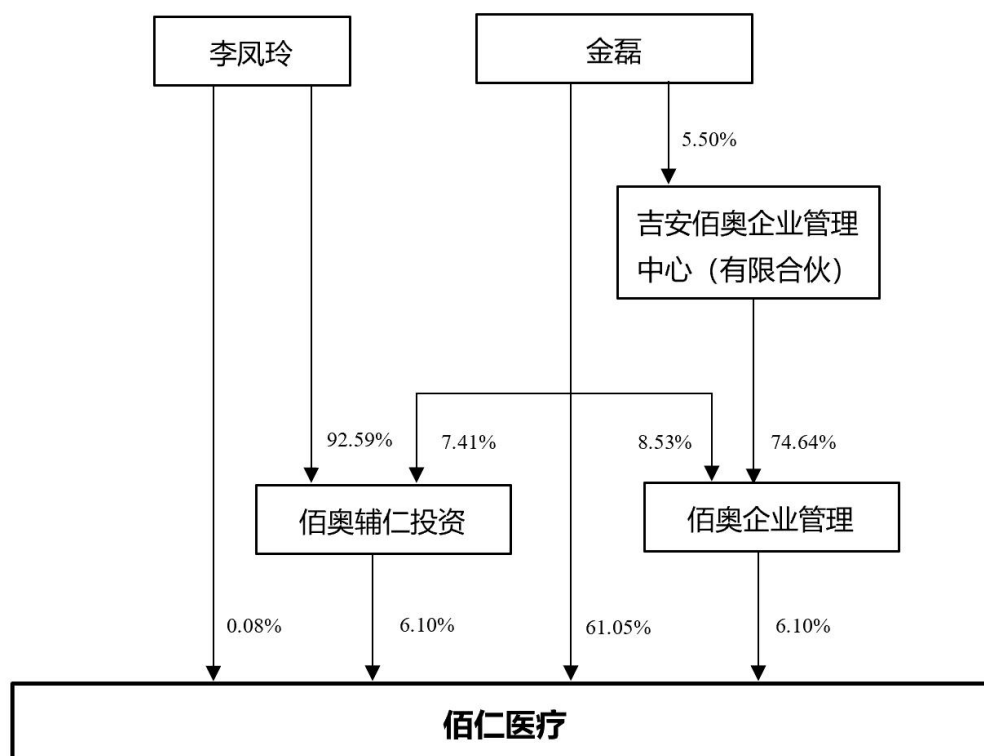 李凤玲
金磊
5.50%
吉安佰奥企业管理
中心（有限合伙）
92.59%
7.41%
8.53%
74.64%
佰奥辅仁投资
佰奥企业管理
0.08%
6.10%
61.05%
6.10%
佰仁医疗